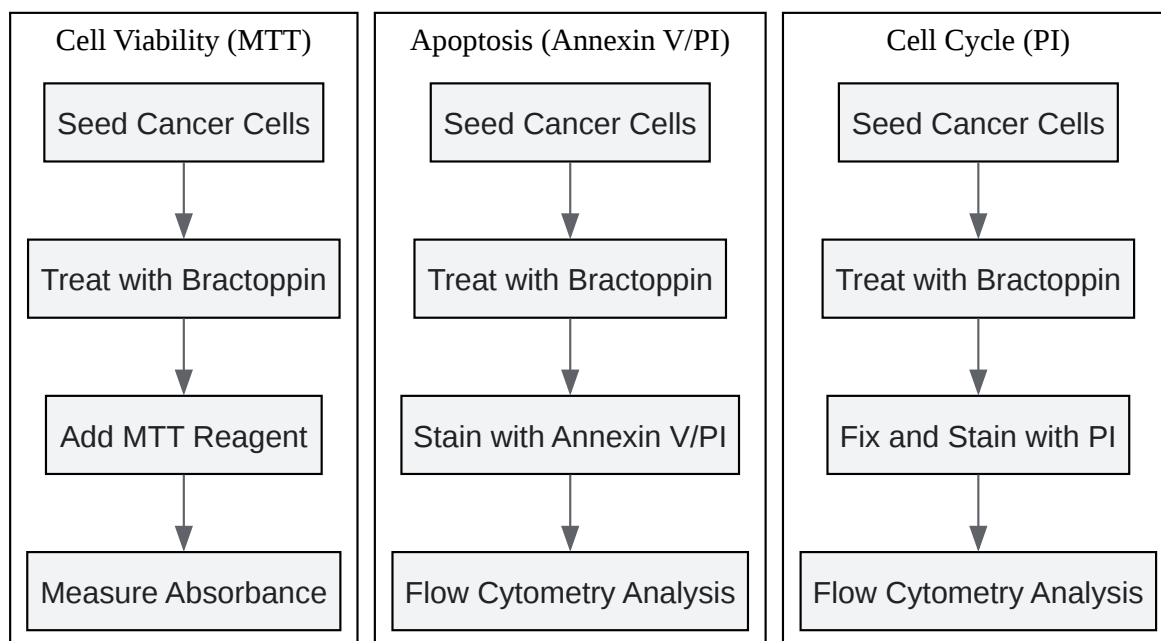 Cell Viability (MTT)
Seed Cancer Cells
Treat with Bractoppin
Add MTT Reagent
Measure Absorbance
Apoptosis (Annexin V/PI)
Seed Cancer Cells
Treat with Bractoppin
Stain with Annexin V/PI
Flow Cytometry Analysis
Cell Cycle (PI)
Seed Cancer Cells
Treat with Bractoppin
Fix and Stain with PI
Flow Cytometry Analysis